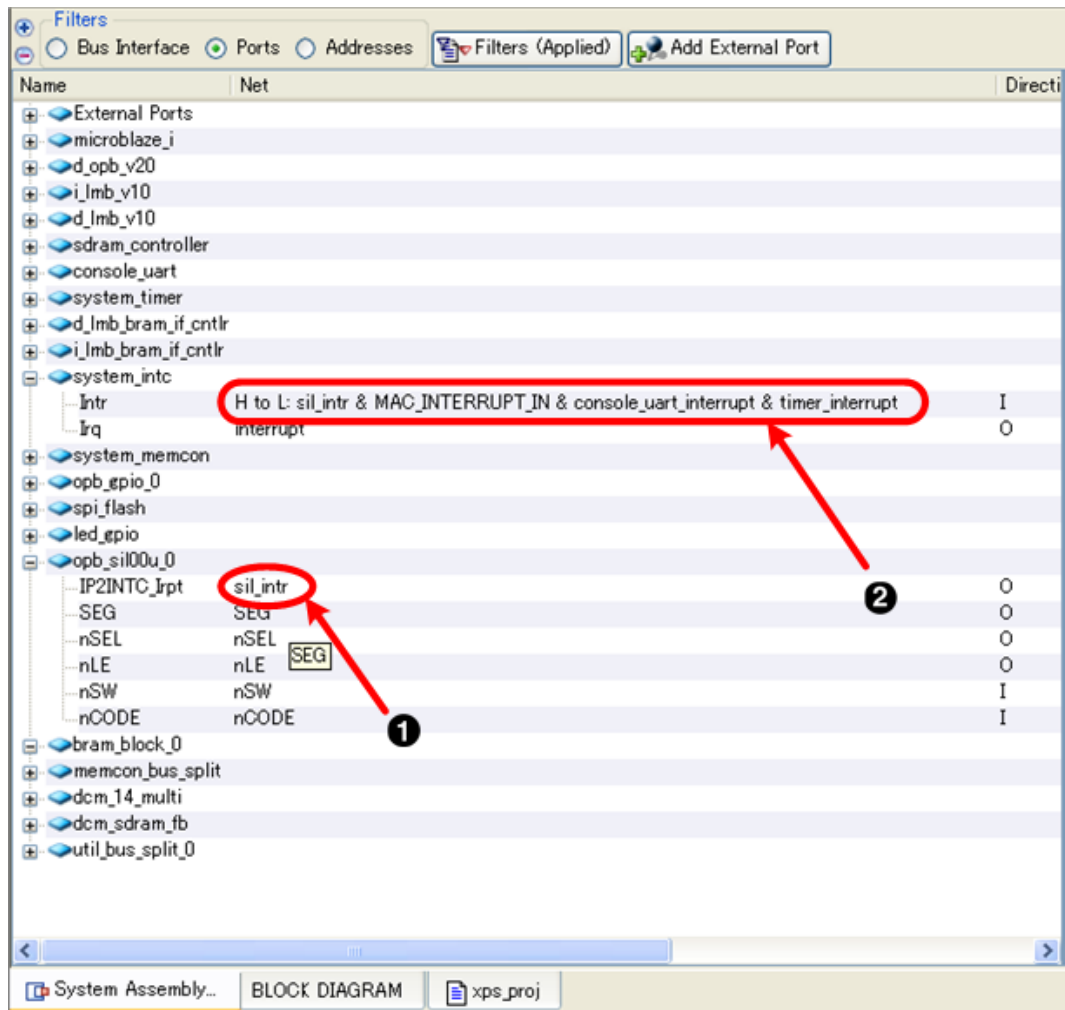 Filters
Bus Interface Ports Addresses Filters (Applied) Add External Port
Name Net Directi
External Ports
microblaze_i
d_opb_v20
i_lmb_v10
d_lmb_v10
sdram_controller
console_uart
system_timer
d_lmb_bram_if_cntlr
i_lmb_bram_if_cntlr
system_intc
Intr H to L: sil_intr & MAC_INTERRUPT_IN & console_uart_interrupt & timer_interrupt I
Irq interrupt O
system_memcon
opb_gpio_0
spi_flash
led_gpio
opb_sil00u_0
IP2INTC_Irpt sil_intr O
2
SEG SEG O
nSEL nSEL O
SEG
nLE nLE O
nSW nSW I
nCODE nCODE I
1
bram_block_0
memcon_bus_split
dcm_14_multi
dcm_sdram_fb
util_bus_split_0
System Assembly... BLOCK DIAGRAM xps_proj